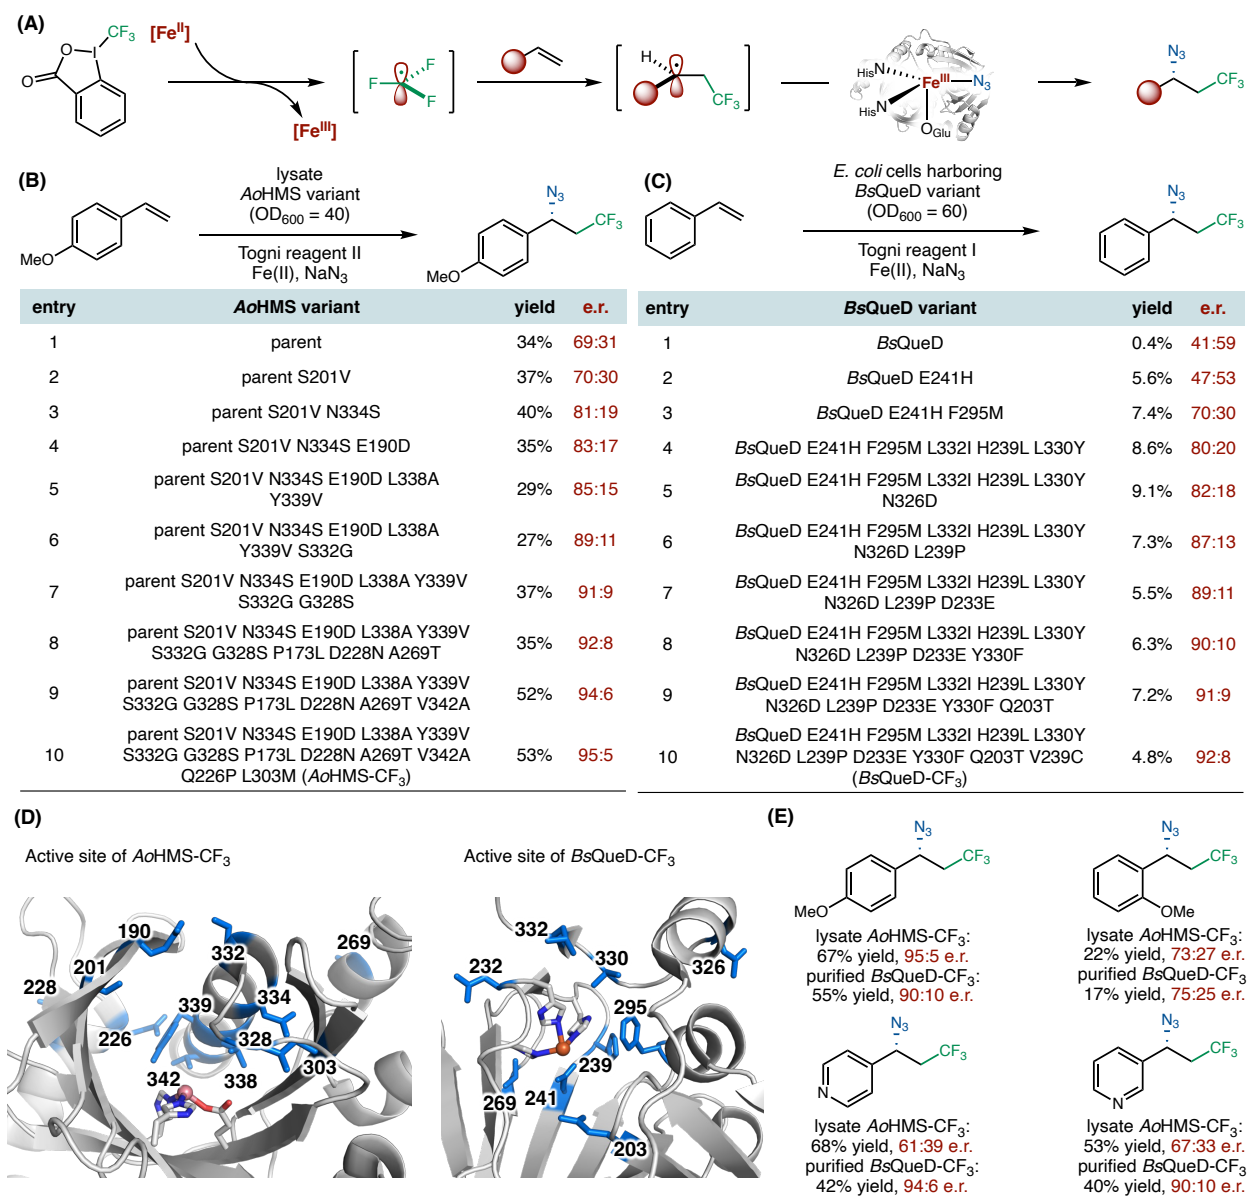 (A)
CF3
[FeII]
O
I
O
[FeIII]
F
F
F
H
CF3
HisN
HisN
FeIII
N3
OGlu
N3
CF3
(B)
lysate
AoHMS variant
(OD600 = 40)
Togni reagent II
Fe(II), NaN3
MeO
N3
CF3
MeO
entry AoHMS variant yield e.r.
1 parent 34% 69:31
2 parent S201V 37% 70:30
3 parent S201V N334S 40% 81:19
4 parent S201V N334S E190D 35% 83:17
5 parent S201V N334S E190D L338A
Y339V 29% 85:15
6 parent S201V N334S E190D L338A
Y339V S332G 27% 89:11
7 parent S201V N334S E190D L338A Y339V
S332G G328S 37% 91:9
8 parent S201V N334S E190D L338A Y339V
S332G G328S P173L D228N A269T 35% 92:8
9 parent S201V N334S E190D L338A Y339V
S332G G328S P173L D228N A269T V342A 52% 94:6
10 parent S201V N334S E190D L338A Y339V
S332G G328S P173L D228N A269T V342A
Q226P L303M (AoHMS-CF3) 53% 95:5
(C)
E. coli cells harboring
BsQueD variant
(OD600 = 60)
Togni reagent I
Fe(II), NaN3
N3
CF3
entry BsQueD variant yield e.r.
1 BsQueD 0.4% 41:59
2 BsQueD E241H 5.6% 47:53
3 BsQueD E241H F295M 7.4% 70:30
4 BsQueD E241H F295M L332I H239L L330Y 8.6% 80:20
5 BsQueD E241H F295M L332I H239L L330Y
N326D 9.1% 82:18
6 BsQueD E241H F295M L332I H239L L330Y
N326D L239P 7.3% 87:13
7 BsQueD E241H F295M L332I H239L L330Y
N326D L239P D233E 5.5% 89:11
8 BsQueD E241H F295M L332I H239L L330Y
N326D L239P D233E Y330F 6.3% 90:10
9 BsQueD E241H F295M L332I H239L L330Y
N326D L239P D233E Y330F Q203T 7.2% 91:9
10 BsQueD E241H F295M L332I H239L L330Y
N326D L239P D233E Y330F Q203T V239C
(BsQueD-CF3) 4.8% 92:8
(D)
Active site of AoHMS-CF3
190
332
269
201
228
339
334
226
328
303
342
338
Active site of BsQueD-CF3
332
330
326
232
295
239
269
241
203
(E)
N3
CF3
MeO
lysate AoHMS-CF3:
67% yield, 95:5 e.r.
purified BsQueD-CF3:
55% yield, 90:10 e.r.
N3
CF3
OMe
lysate AoHMS-CF3:
22% yield, 73:27 e.r.
purified BsQueD-CF3
17% yield, 75:25 e.r.
N3
CF3
N
lysate AoHMS-CF3:
68% yield, 61:39 e.r.
purified BsQueD-CF3:
42% yield, 94:6 e.r.
N3
CF3
N
lysate AoHMS-CF3:
53% yield, 67:33 e.r.
purified BsQueD-CF3
40% yield, 90:10 e.r.